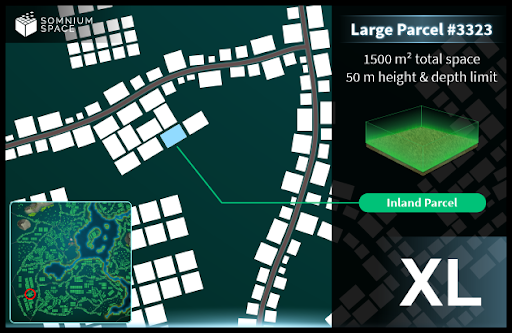 SOMNIUM
SPACE
Large Parcel #3323
1500 m² total space
50 m height & depth limit
Inland Parcel
XL